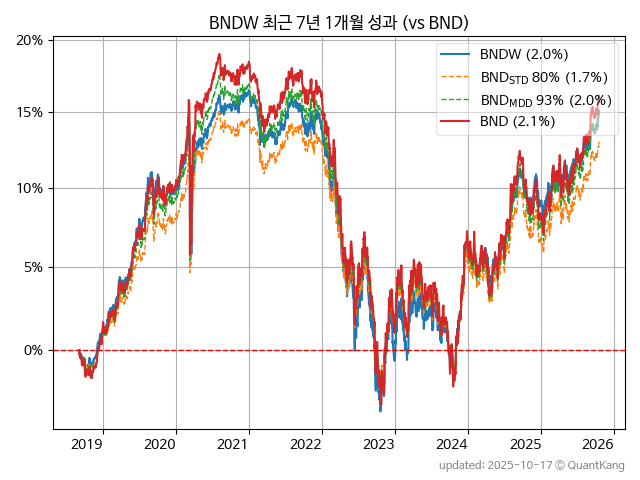 BNDW 최근 7년 1개월 성과 (vs BND)
20%
15%
10%
5%
0%
BNDW (2.0%)
BND_STD 80% (1.7%)
BND_MDD 93% (2.0%)
BND (2.1%)
2019 2020 2021 2022 2023 2024 2025 2026
updated: 2025-10-17 © QuantKang